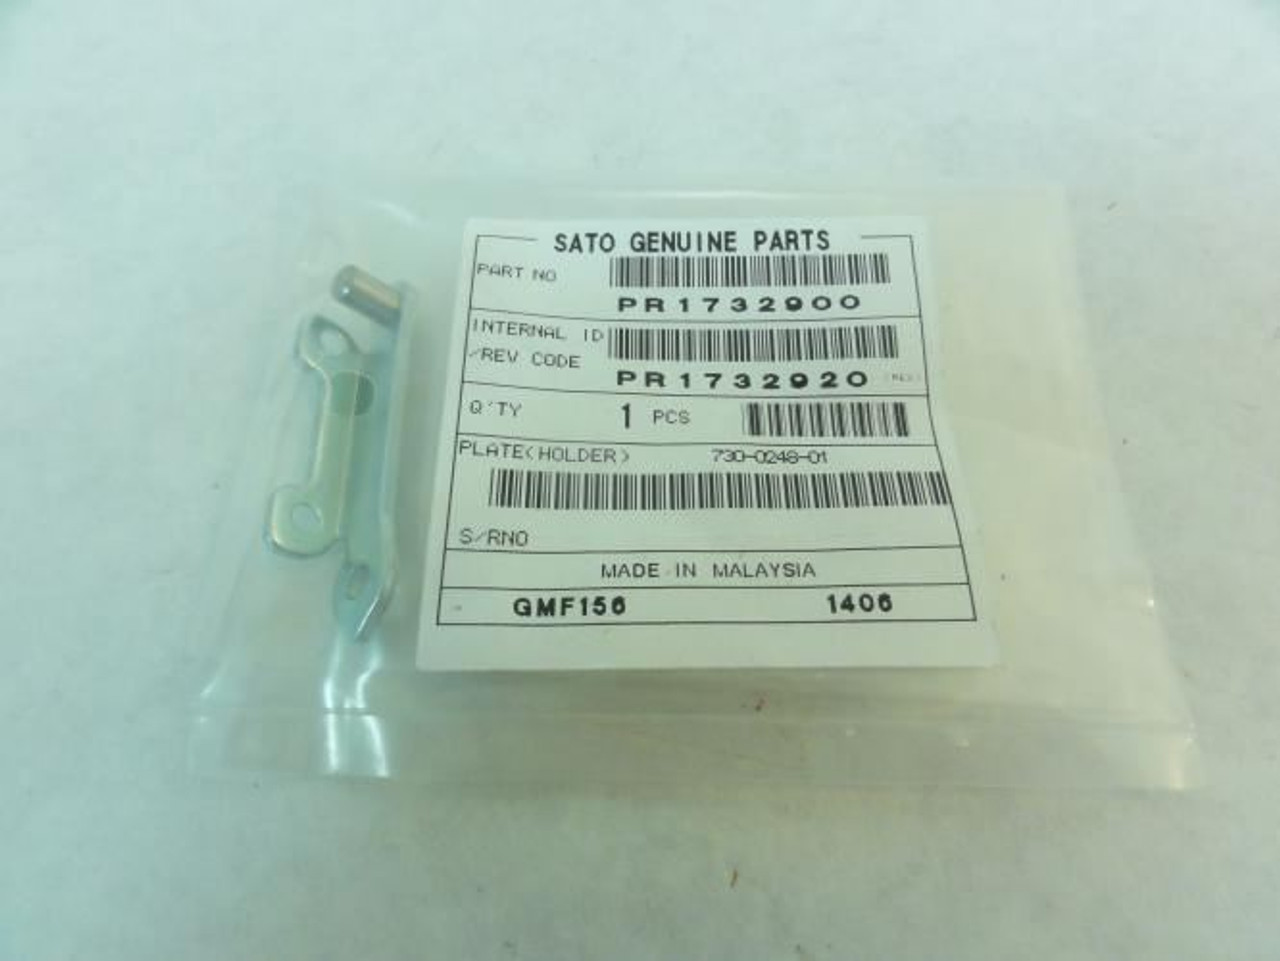 SATO GENUINE PARTS
PART NO
PR1732900
INTERNAL ID
/REV CODE
PR1732920
Q'TY 1 PCS
PLATE(HOLDER) 730-0248-01
S/RNO
MADE IN MALAYSIA
GMF156 1406